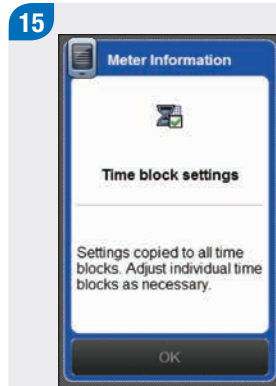 15
Meter Information
Time block settings
Settings copied to all time
blocks. Adjust individual time
blocks as necessary.
OK